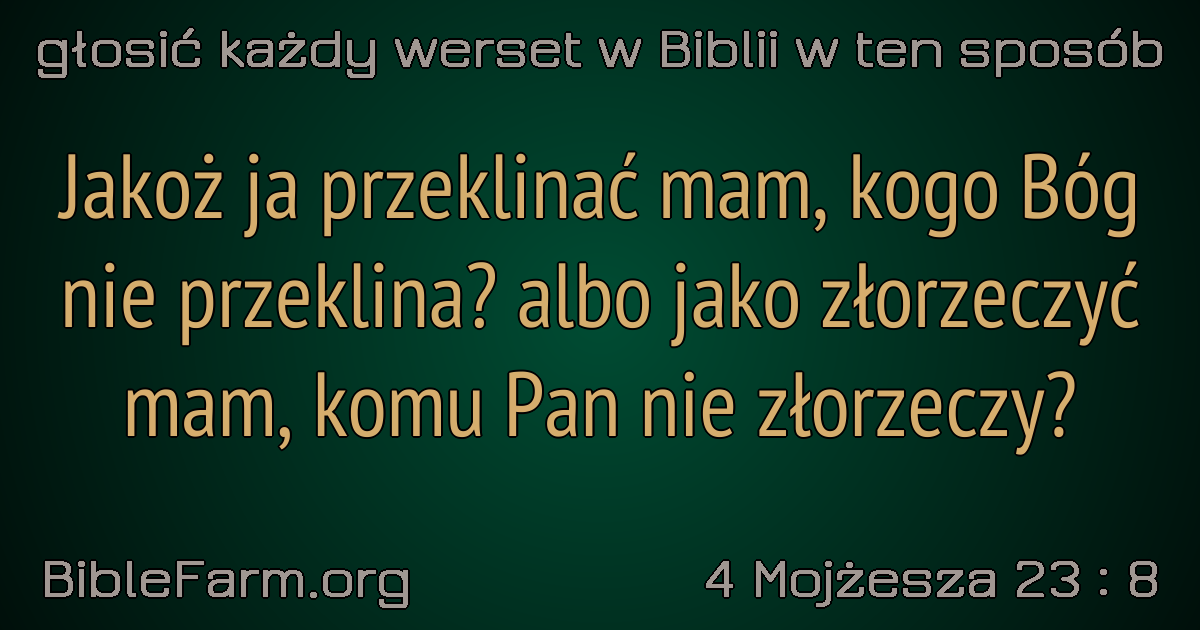 głosić każdy werset w Biblii w ten sposób
Jakoż ja przeklinać mam, kogo Bóg
nie przeklina? albo jako złorzeczyć
mam, komu Pan nie złorzeczy?
BibleFarm.org
4 Mojżesza 23 : 8